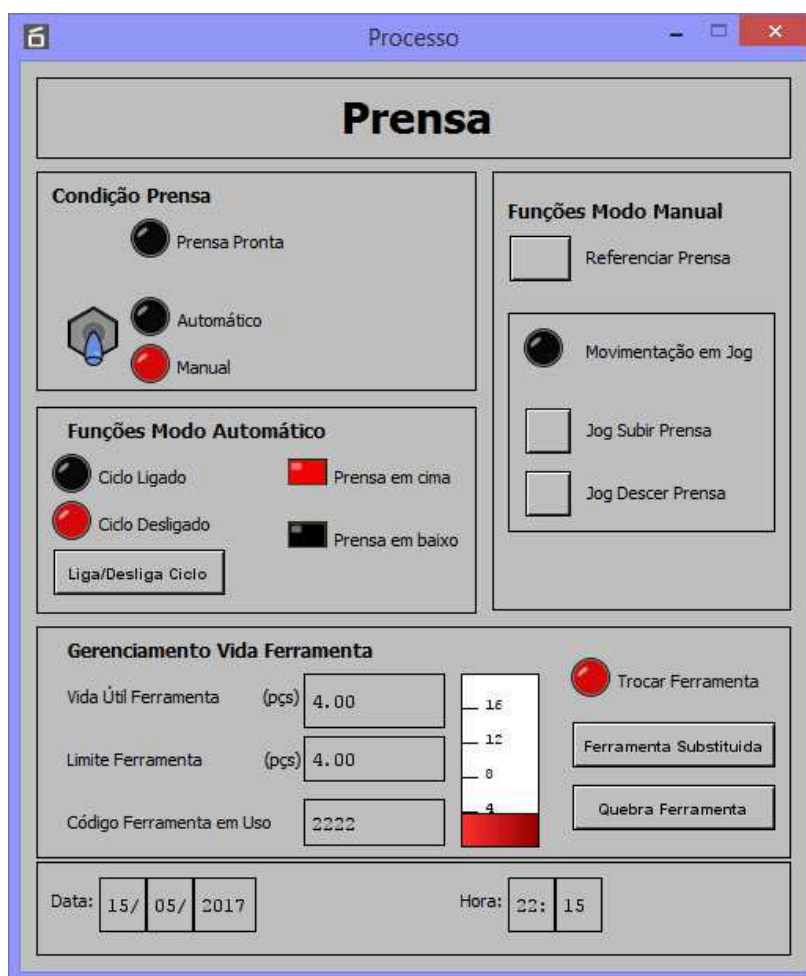 Processo
Prensa
Condição Prensa
Prensa Pronta
Automático
Manual
Funções Modo Manual
Referenciar Prensa
Movimentação em Jog
Jog Subir Prensa
Jog Descer Prensa
Funções Modo Automático
Ciclo Ligado
Prensa em cima
Ciclo Desligado
Prensa em baixo
Liga/Desliga Ciclo
Gerenciamento Vida Ferramenta
Vida Útil Ferramenta (pçs) 4.00
Limite Ferramenta (pçs) 4.00
Código Ferramenta em Uso 2222
16
12
8
4
Trocar Ferramenta
Ferramenta Substituida
Quebra Ferramenta
Data: 15/ 05/ 2017
Hora: 22: 15